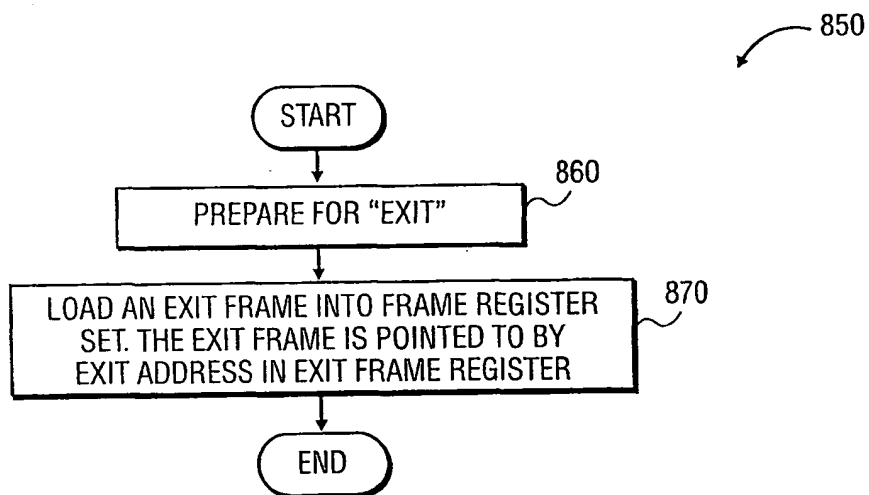 850
START
860
PREPARE FOR “EXIT”
LOAD AN EXIT FRAME INTO FRAME REGISTER
SET. THE EXIT FRAME IS POINTED TO BY
EXIT ADDRESS IN EXIT FRAME REGISTER
870
END